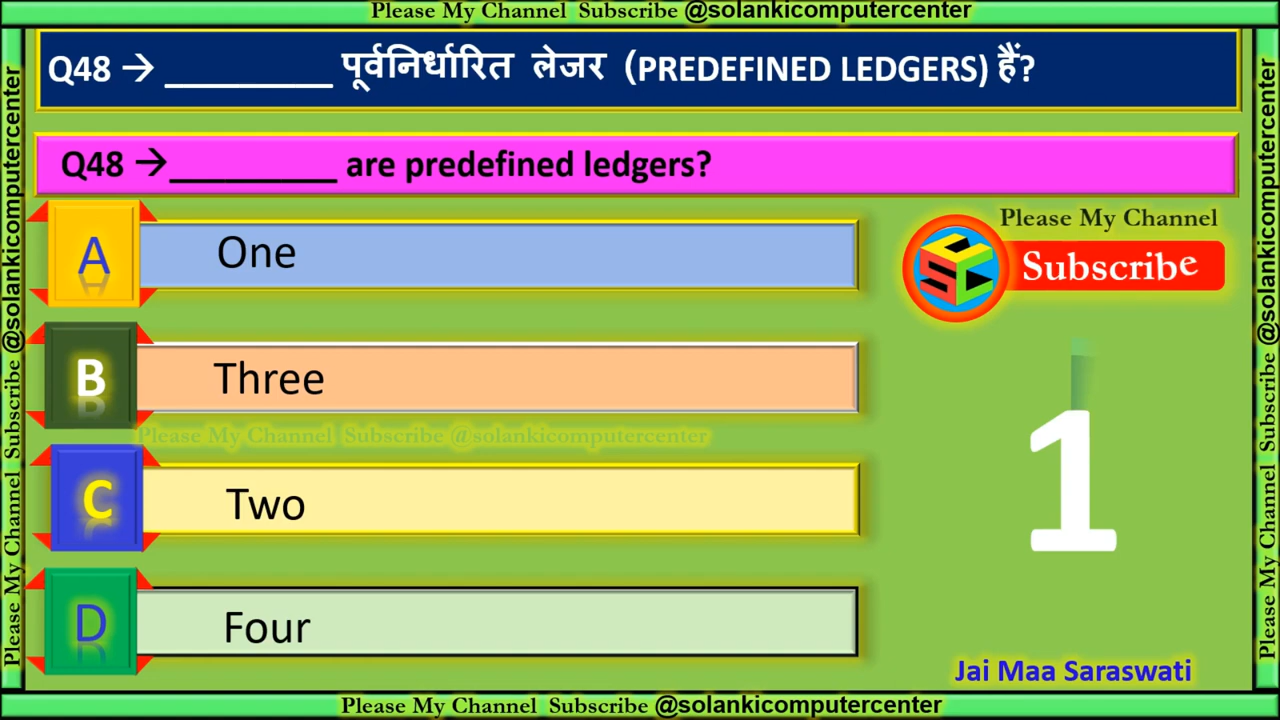 Please My Channel Subscribe @solankicomputercenter
Q48 → _________ पूर्वनिर्धारित लेजर (PREDEFINED LEDGERS) हैं?
Q48 →_________ are predefined ledgers?
Please My Channel
Subscribe
A One
B Three
Please My Channel Subscribe @solankicomputercenter
C Two
D Four
1
Jai Maa Saraswati
Please My Channel Subscribe @solankicomputercenter
Please My Channel Subscribe @solankicomputercenter
Please My Channel Subscribe @solankicomputercenter